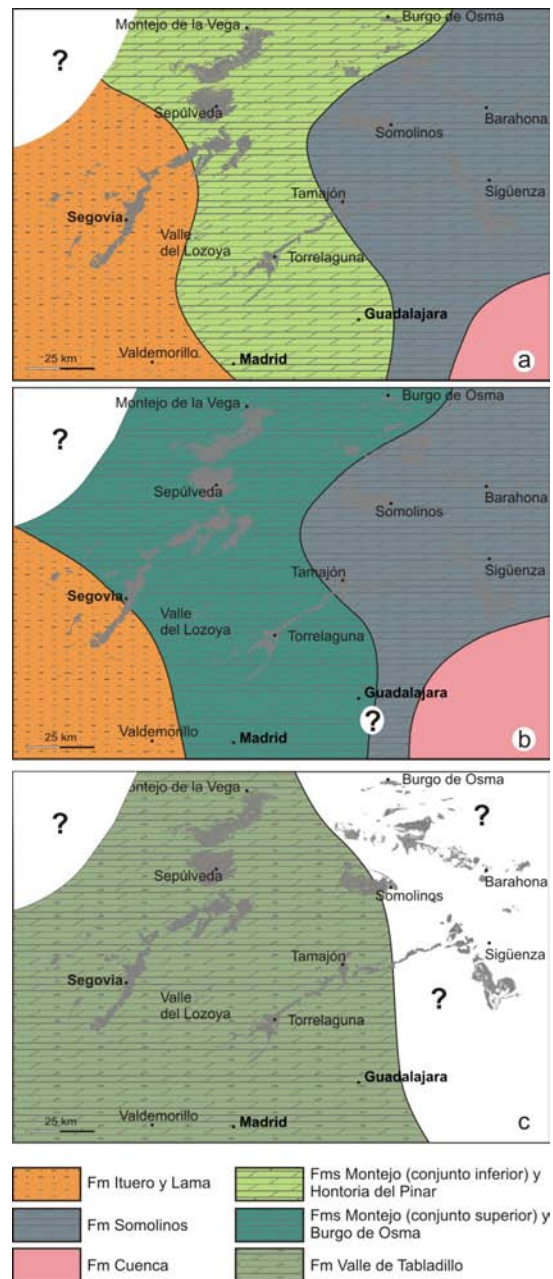 Montejo de la Vega
Burgo de Osma
?
Sepúlveda
Somolinos
Barahona
Tamajón
Sigüenza
Segovia
Valle
del Lozoya
Torrelaguna
Guadalajara
25 km
Valdemorillo
Madrid
a
Montejo de la Vega
Burgo de Osma
?
Sepúlveda
Somolinos
Barahona
Tamajón
Sigüenza
Segovia
Valle
del Lozoya
Torrelaguna
Guadalajara
?
25 km
Valdemorillo
Madrid
b
Montejo de la Vega
Burgo de Osma
?
?
Sepúlveda
Somolinos
Barahona
Tamajón
Sigüenza
Segovia
?
Valle
del Lozoya
Torrelaguna
Guadalajara
25 km
Valdemorillo
Madrid
c
Fm Ituero y Lama
Fms Montejo (conjunto inferior) y
Hontoria del Pinar
Fm Somolinos
Fms Montejo (conjunto superior) y
Burgo de Osma
Fm Cuenca
Fm Valle de Tabladillo